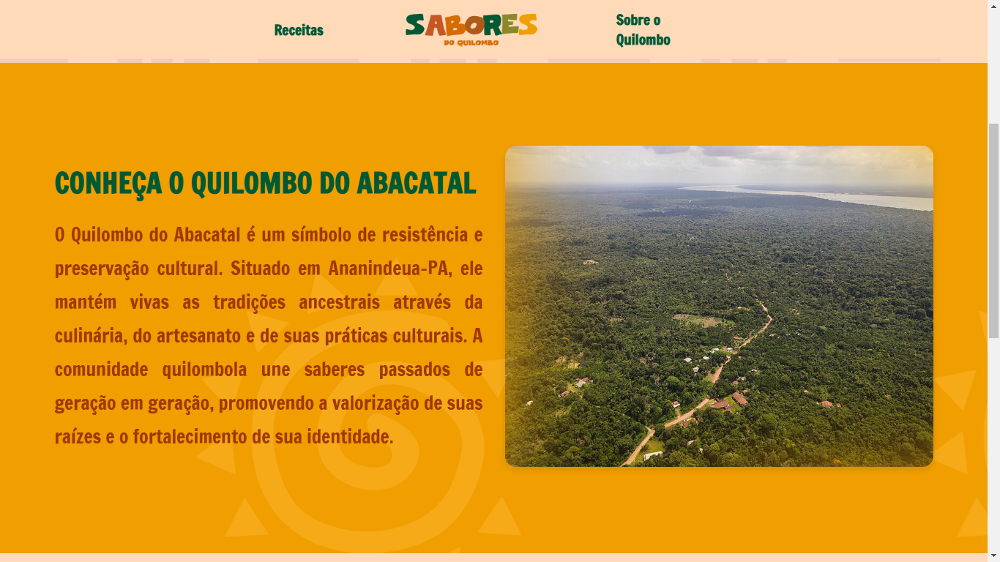 Receitas
SABORES
DO QUILOMBO
Sobre o
Quilombo
CONHEÇA O QUILOMBO DO ABACATAL
O Quilombo do Abacatal é um símbolo de resistência e
preservação cultural. Situado em Ananindeua-PA, ele
mantém vivas as tradições ancestrais através da
culinária, do artesanato e de suas práticas culturais. A
comunidade quilombola une saberes passados de
geração em geração, promovendo a valorização de suas
raízes e o fortalecimento de sua identidade.